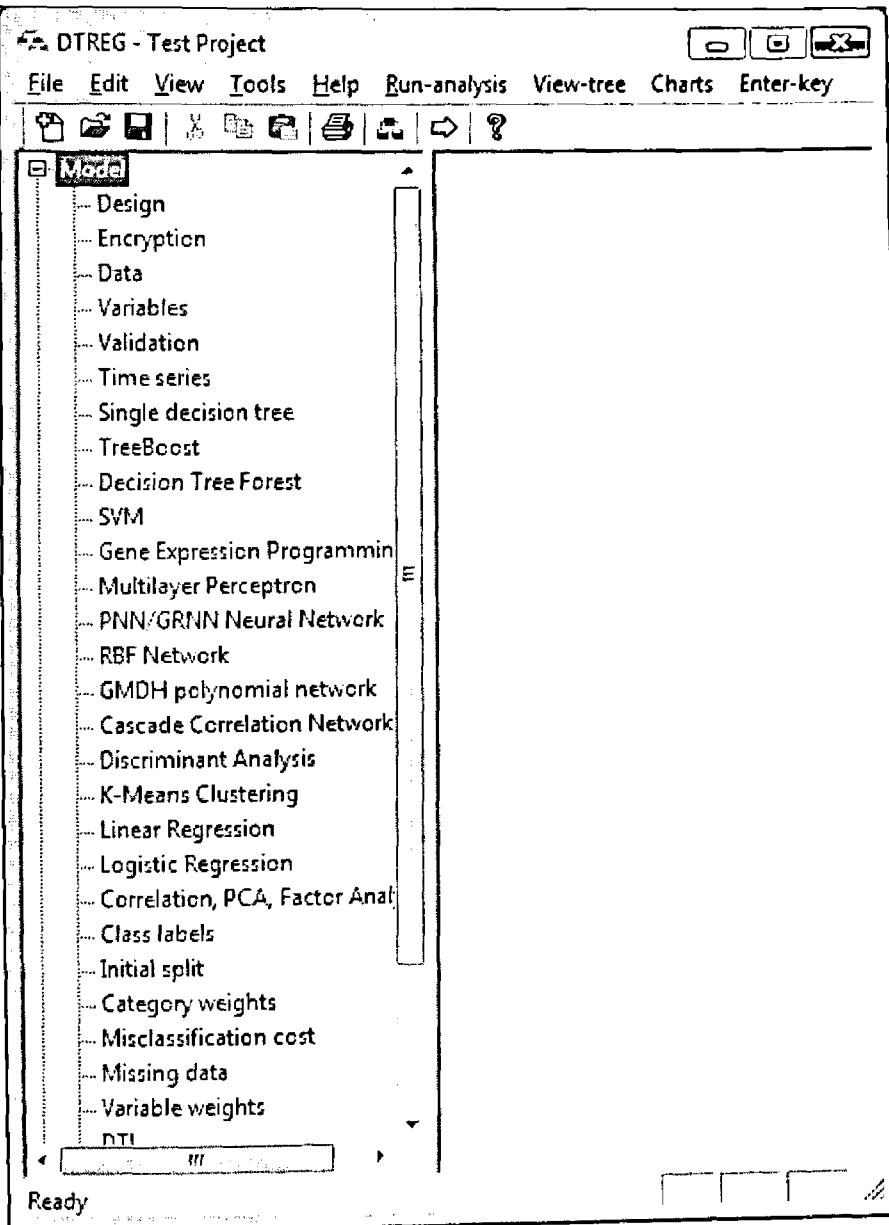 DTREG - Test Project
File Edit View Tools Help Run-analysis View-tree Charts Enter-key
Model
Design
Encryption
Data
Variables
Validation
Time series
Single decision tree
TreeBoost
Decision Tree Forest
SVM
Gene Expression Programmin
Multilayer Perceptron
PNN/GRNN Neural Network
RBF Network
GMDH polynomial network
Cascade Correlation Network
Discriminant Analysis
K-Means Clustering
Linear Regression
Logistic Regression
Correlation, PCA, Factor Anal
Class labels
Initial split
Category weights
Misclassification cost
Missing data
Variable weights
Ready